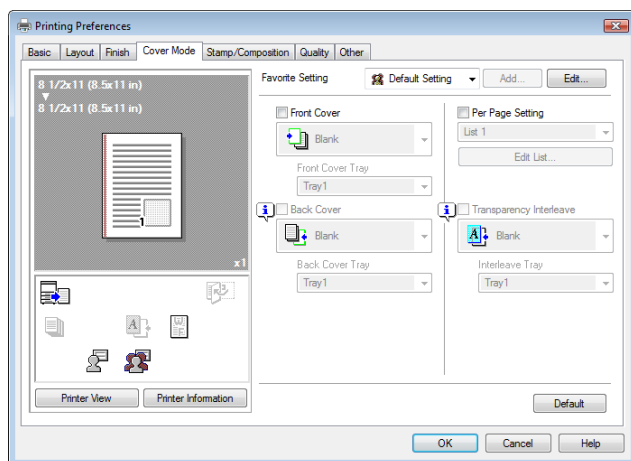 Printing Preferences
Basic Layout Finish Cover Mode Stamp/Composition Quality Other
8 1/2x11 (8.5x11 in)
8 1/2x11 (8.5x11 in)
1
x1
Printer View Printer Information
Favorite Setting Default Setting Add... Edit...
Front Cover
Blank
Front Cover Tray
Tray1
Back Cover
Blank
Back Cover Tray
Tray1
Per Page Setting
List 1
Edit List...
Transparency Interleave
A Blank
Interleave Tray
Tray1
Default
OK Cancel Help